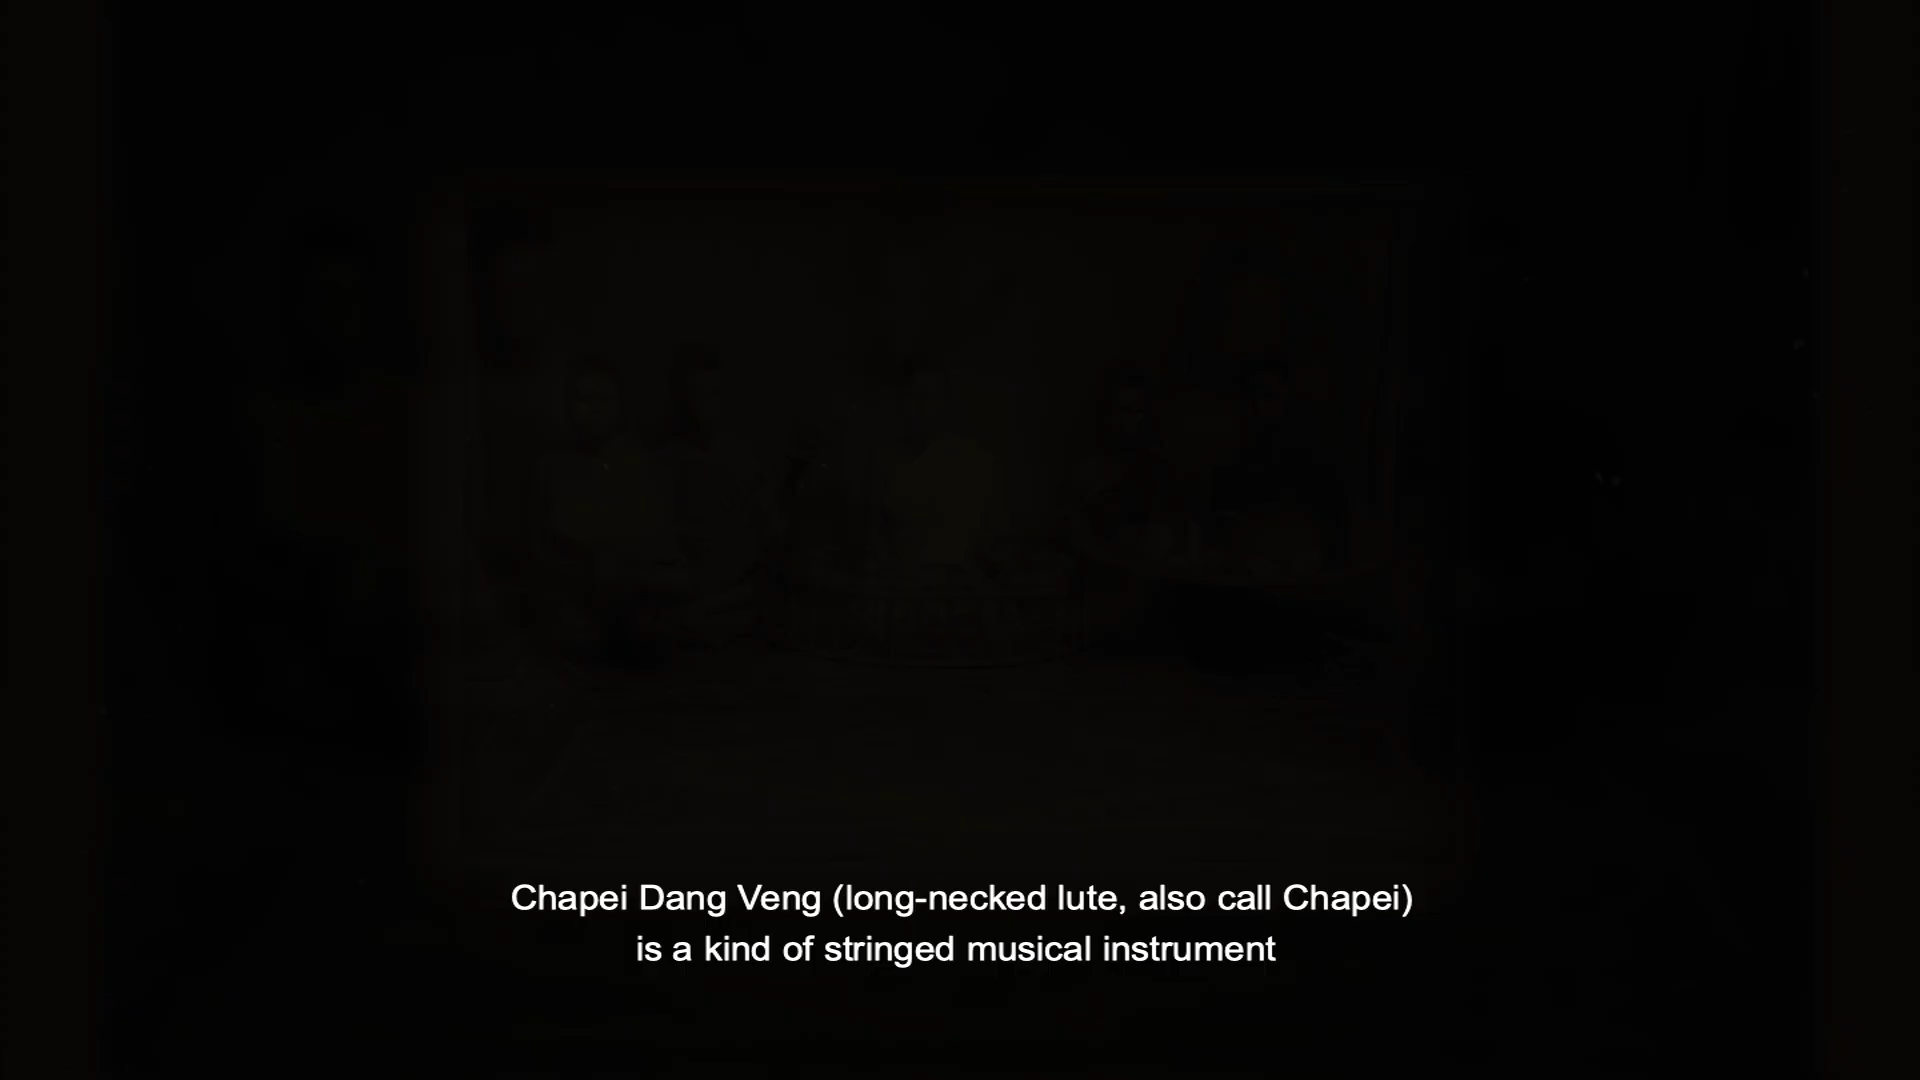 Chapei Dang Veng (long-necked lute, also call Chapei)
is a kind of stringed musical instrument